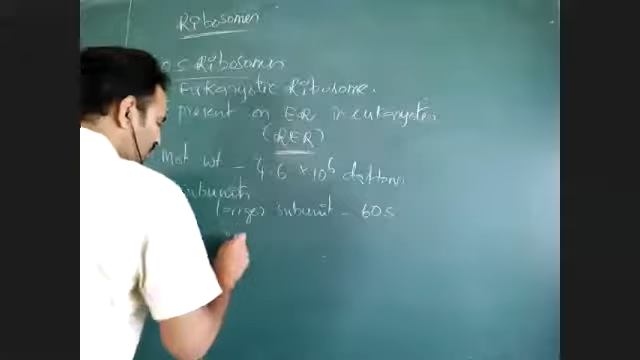 Ribosomes
0 S Ribosomes
Eukaryotic Ribosome.
present on ER in eukaryotes
(RER)
Mol wt - 4.6 × 10⁶ daltons
subunits
larger subunit - 60S